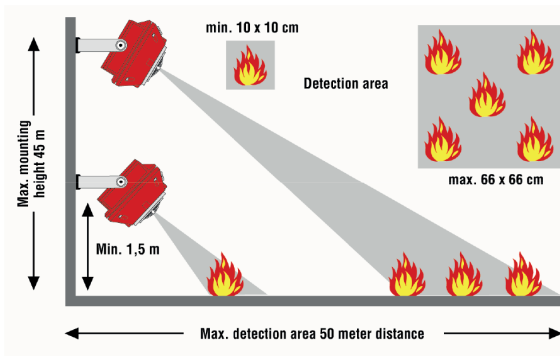 min. 10 x 10 cm
Detection area
max. 66 x 66 cm
Max. mounting
height 45 m
Min. 1,5 m
Max. detection area 50 meter distance